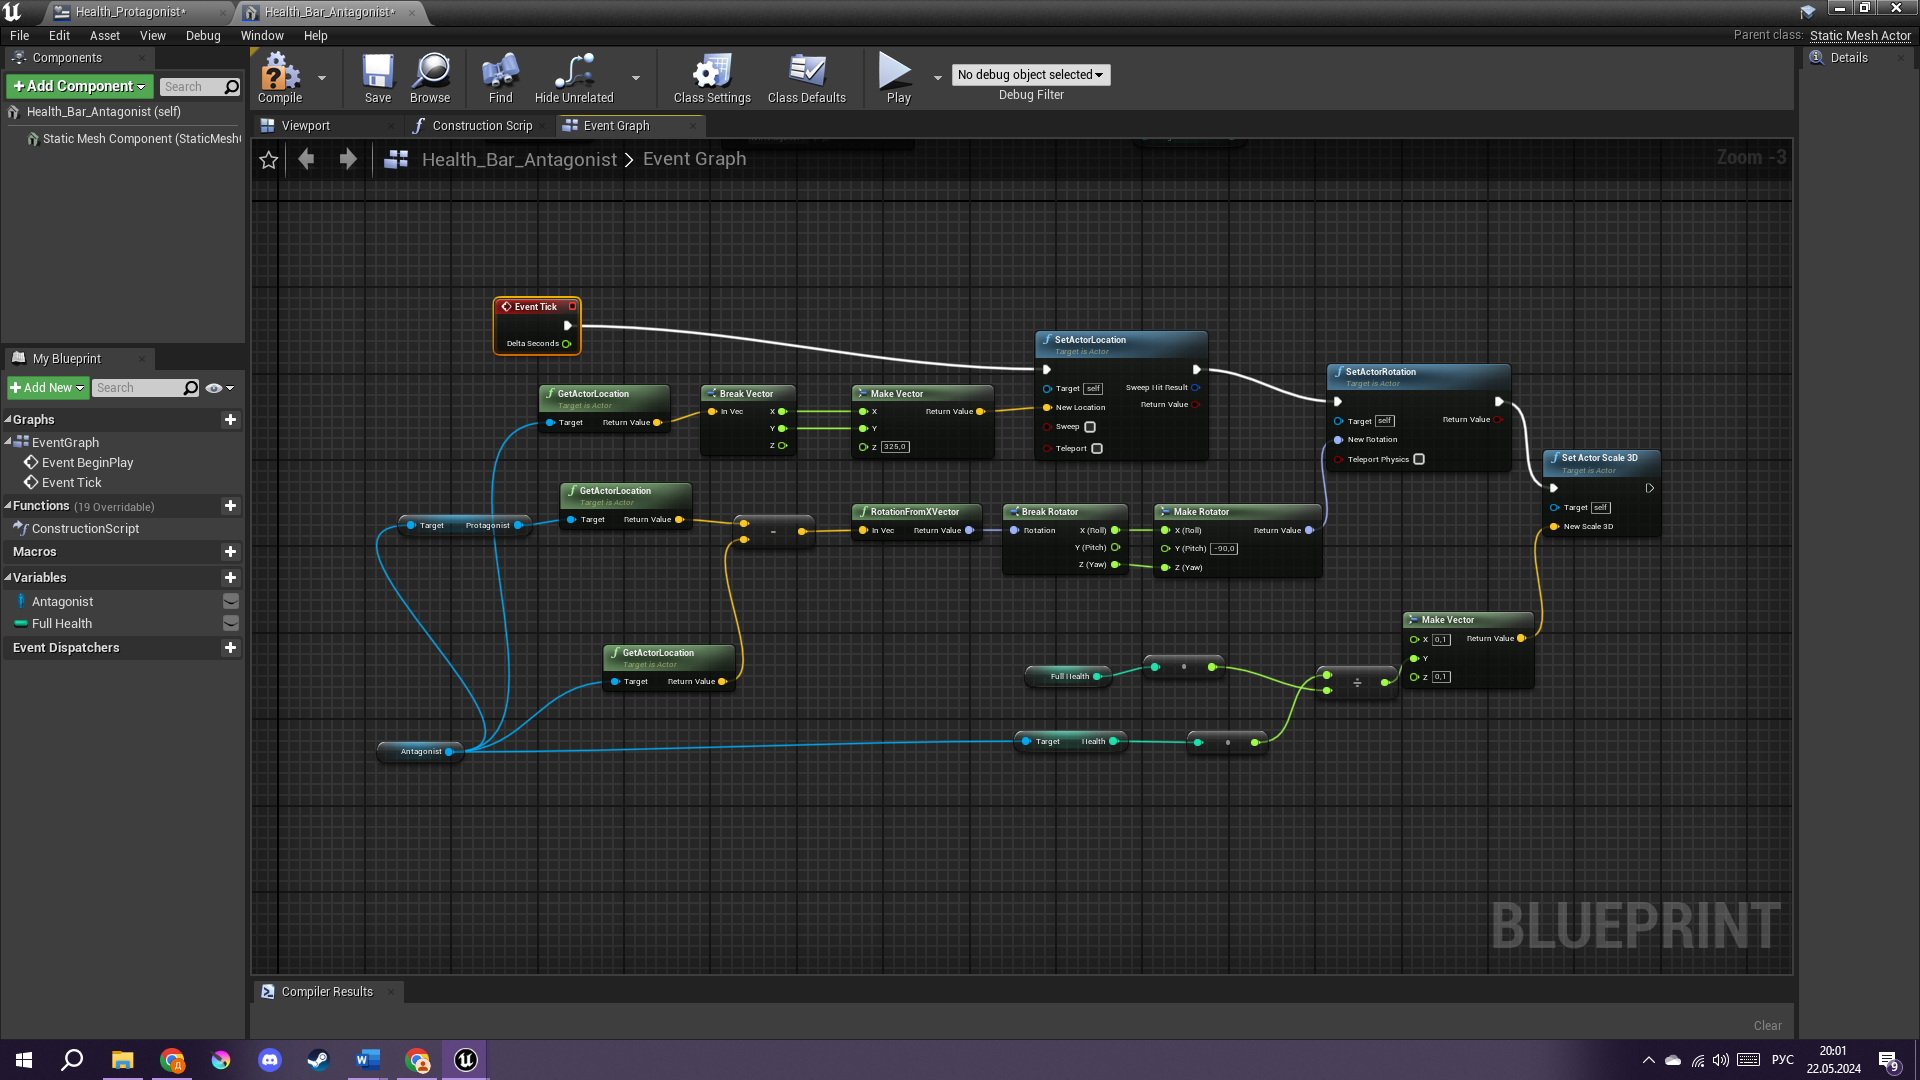 Health_Protagonist*
Health_Bar_Antagonist*
File Edit Asset View Debug Window Help
Parent class: Static Mesh Actor
Components
Details
Add Component
Search
Compile
Save
Browse
Find
Hide Unrelated
Class Settings
Class Defaults
Play
No debug object selected
Debug Filter
Health_Bar_Antagonist (self)
Static Mesh Component (StaticMesh
Viewport
Construction Scrip
Event Graph
Health_Bar_Antagonist > Event Graph
Zoom -3
Event Tick
Delta Seconds
GetActorLocation
Target is Actor
Target Return Value
Break Vector
In Vec X
Y
Z
Make Vector
X Return Value
Y
Z 325,0
SetActorLocation
Target is Actor
Target self Sweep Hit Result
New Location Return Value
Sweep
Teleport
SetActorRotation
Target is Actor
Target self Return Value
New Rotation
Teleport Physics
Set Actor Scale 3D
Target is Actor
Target self
New Scale 3D
My Blueprint
Add New
Search
Graphs
EventGraph
Event BeginPlay
Event Tick
Functions (19 Overridable)
ConstructionScript
Macros
Variables
Antagonist
Full Health
Event Dispatchers
GetActorLocation
Target is Actor
Target Return Value
Target Protagonist
-
RotationFromXVector
In Vec Return Value
Break Rotator
Rotation X (Roll)
Y (Pitch)
Z (Yaw)
Make Rotator
X (Roll) Return Value
Y (Pitch) -90,0
Z (Yaw)
GetActorLocation
Target is Actor
Target Return Value
Make Vector
X 0,1 Return Value
Y
Z 0,1
Full Health
÷
Antagonist
Target Health
BLUEPRINT
Compiler Results
Clear
РУС
20:01
22.05.2024
9